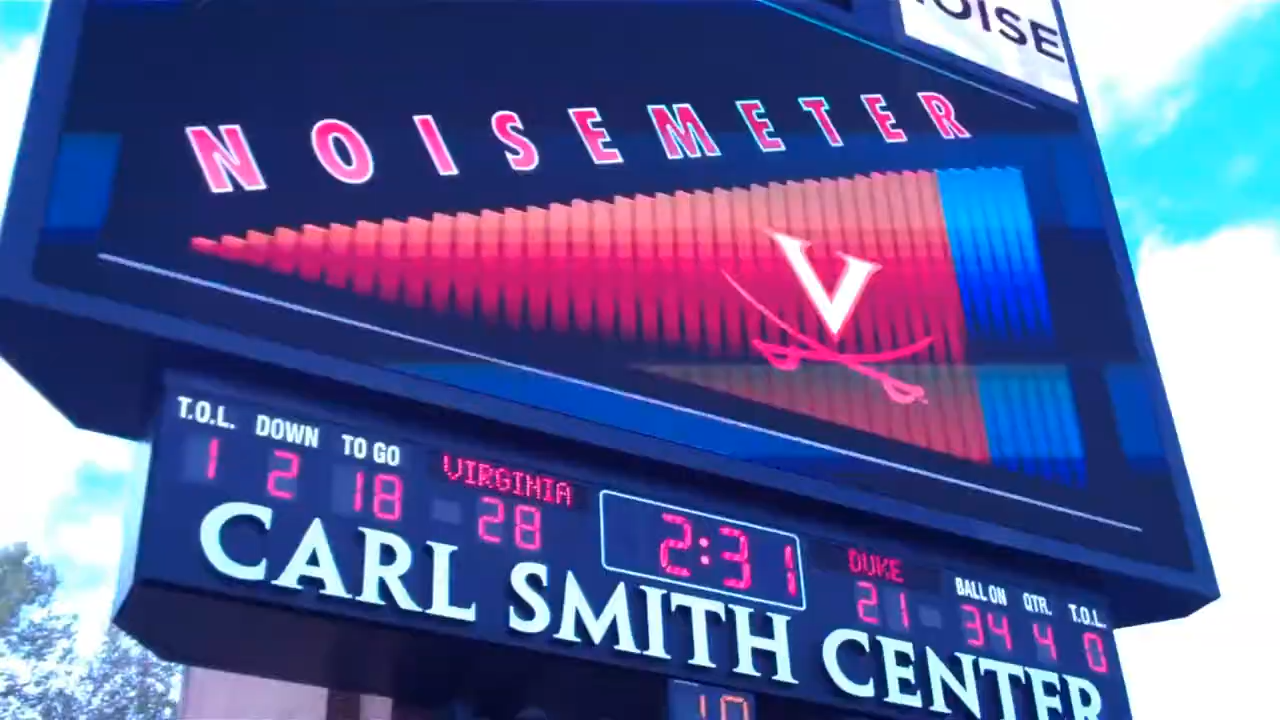 OISE
NOISEMETER
V
T.O.L. DOWN TO GO VIRGINIA 2:31 DUKE BALL ON QTR. T.O.L.
1 2 18 28 21 34 4 0
CARL SMITH CENTER
10